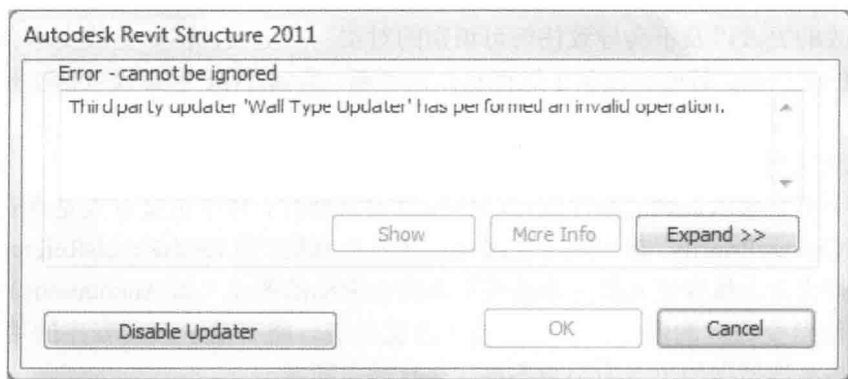 Autodesk Revit Structure 2011
Error - cannot be ignored
Third party updater 'Wall Type Updater' has performed an invalid operation.
Show
More Info
Expand >>
Disable Updater
OK
Cancel